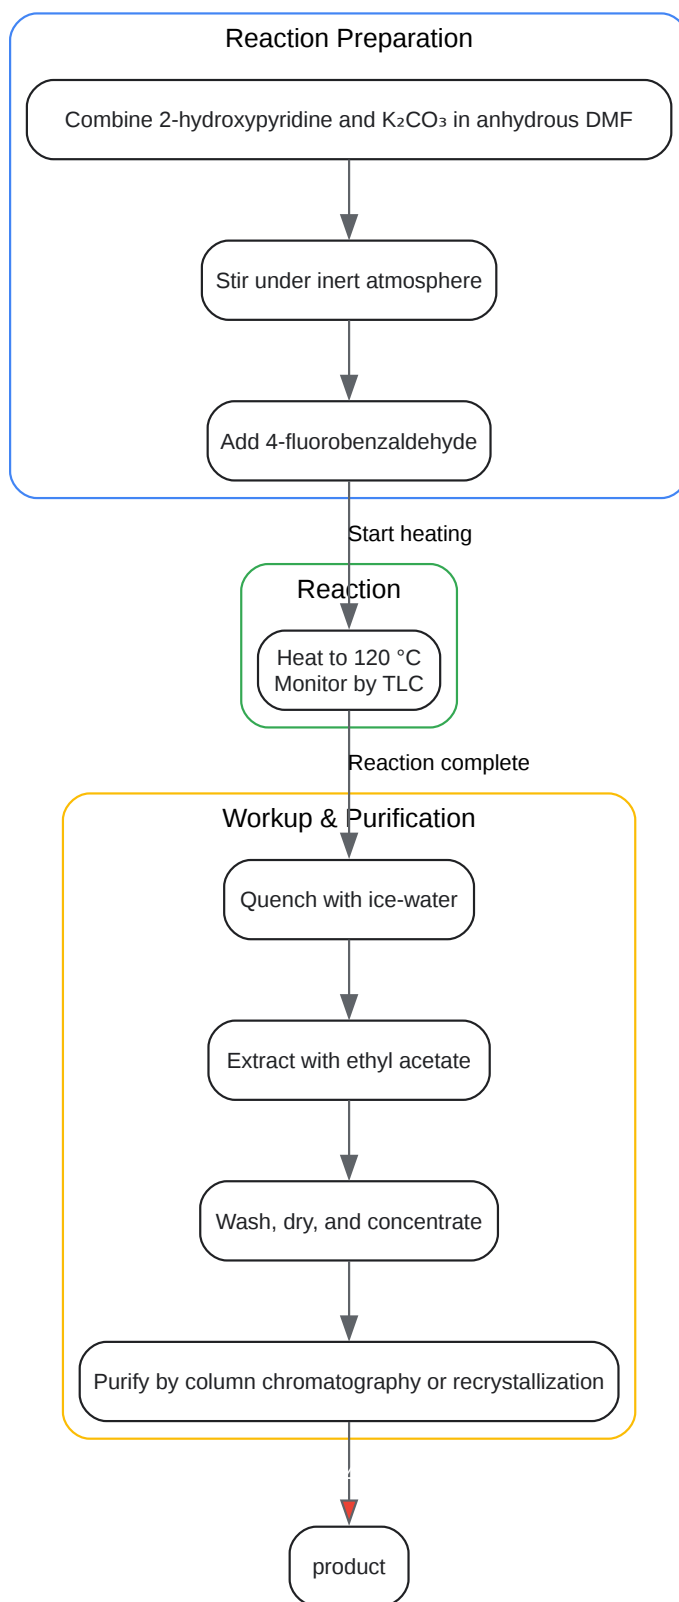 Reaction Preparation
Combine 2-hydroxypyridine and K₂CO₃ in anhydrous DMF
Stir under inert atmosphere
Add 4-fluorobenzaldehyde
Start heating
Reaction
Heat to 120 °C
Monitor by TLC
Reaction complete
Workup & Purification
Quench with ice-water
Extract with ethyl acetate
Wash, dry, and concentrate
Purify by column chromatography or recrystallization
product